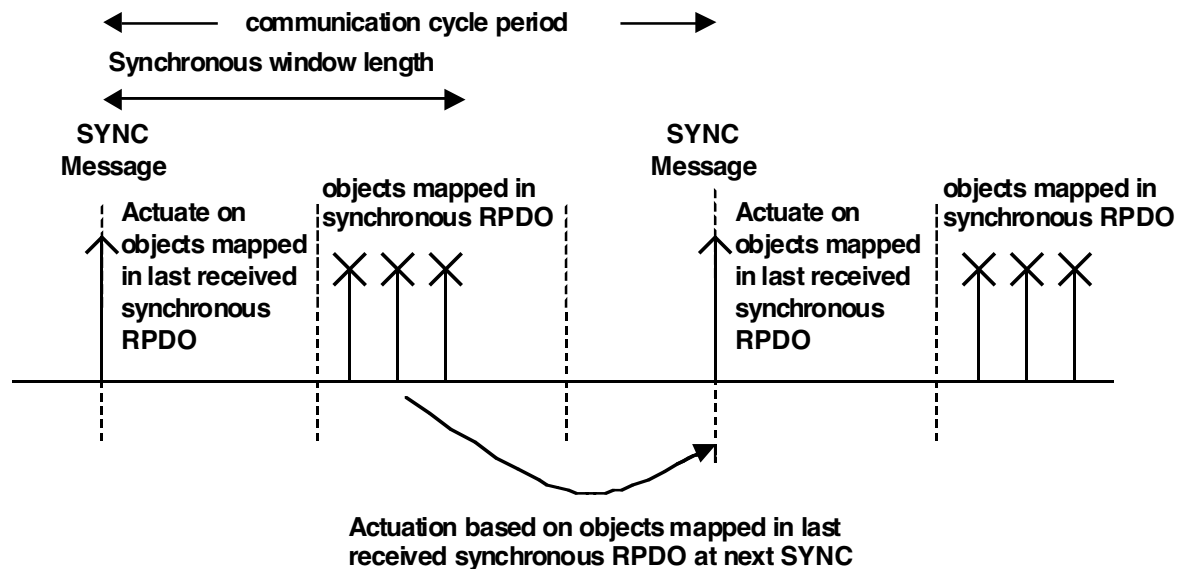 communication cycle period
Synchronous window length
SYNC
Message
Actuate on
objects mapped
in last received
synchronous
RPDO
objects mapped in
synchronous RPDO
SYNC
Message
Actuate on
objects mapped
in last received
synchronous
RPDO
objects mapped in
synchronous RPDO
Actuation based on objects mapped in last
received synchronous RPDO at next SYNC